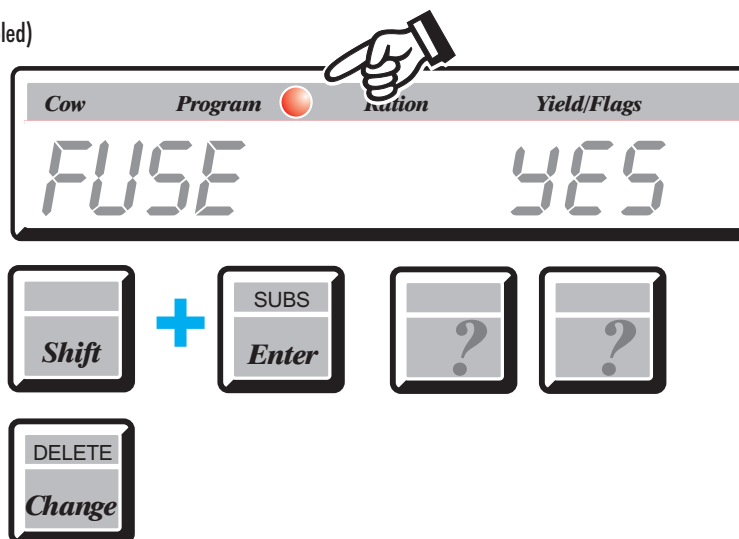 led)
Cow Program Ration Yield/Flags
FUSE YES
Shift + SUBS Enter ? ?
DELETE
Change